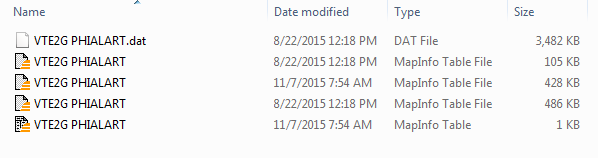 Name Date modified Type Size
VTE2G PHIALART.dat 8/22/2015 12:18 PM DAT File 3,482 KB
VTE2G PHIALART 8/22/2015 12:18 PM MapInfo Table File 105 KB
VTE2G PHIALART 11/7/2015 7:54 AM MapInfo Table File 428 KB
VTE2G PHIALART 8/22/2015 12:18 PM MapInfo Table File 486 KB
VTE2G PHIALART 11/7/2015 7:54 AM MapInfo Table 1 KB